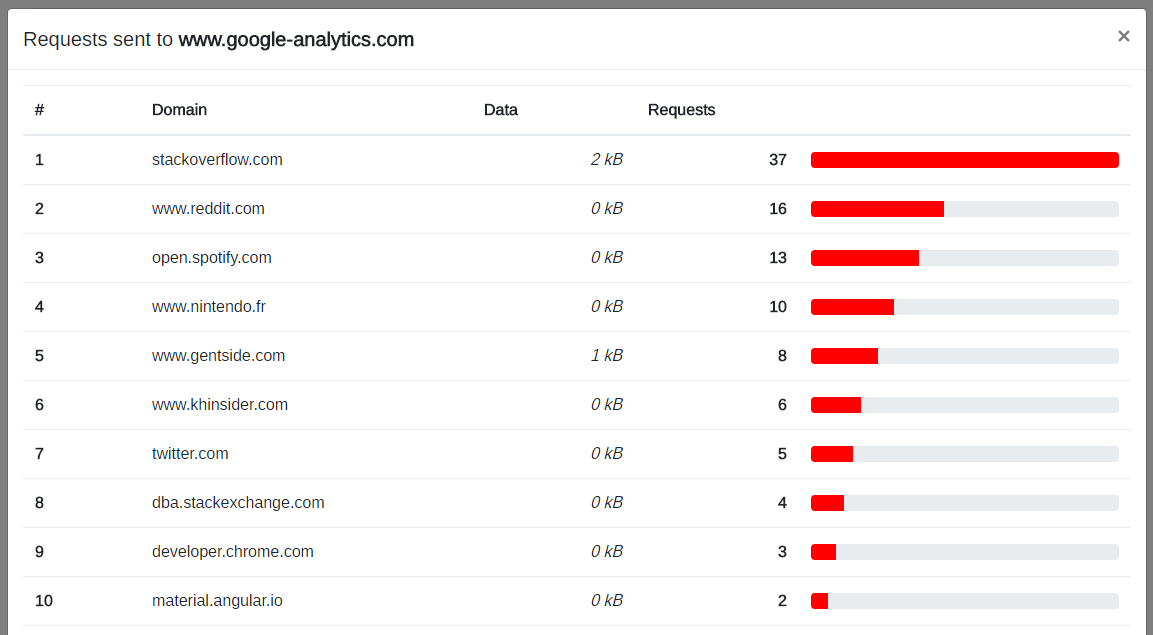 Requests sent to www.google-analytics.com ×
# Domain Data Requests
1 stackoverflow.com 2 kB 37
2 www.reddit.com 0 kB 16
3 open.spotify.com 0 kB 13
4 www.nintendo.fr 0 kB 10
5 www.gentside.com 1 kB 8
6 www.khinsider.com 0 kB 6
7 twitter.com 0 kB 5
8 dba.stackexchange.com 0 kB 4
9 developer.chrome.com 0 kB 3
10 material.angular.io 0 kB 2